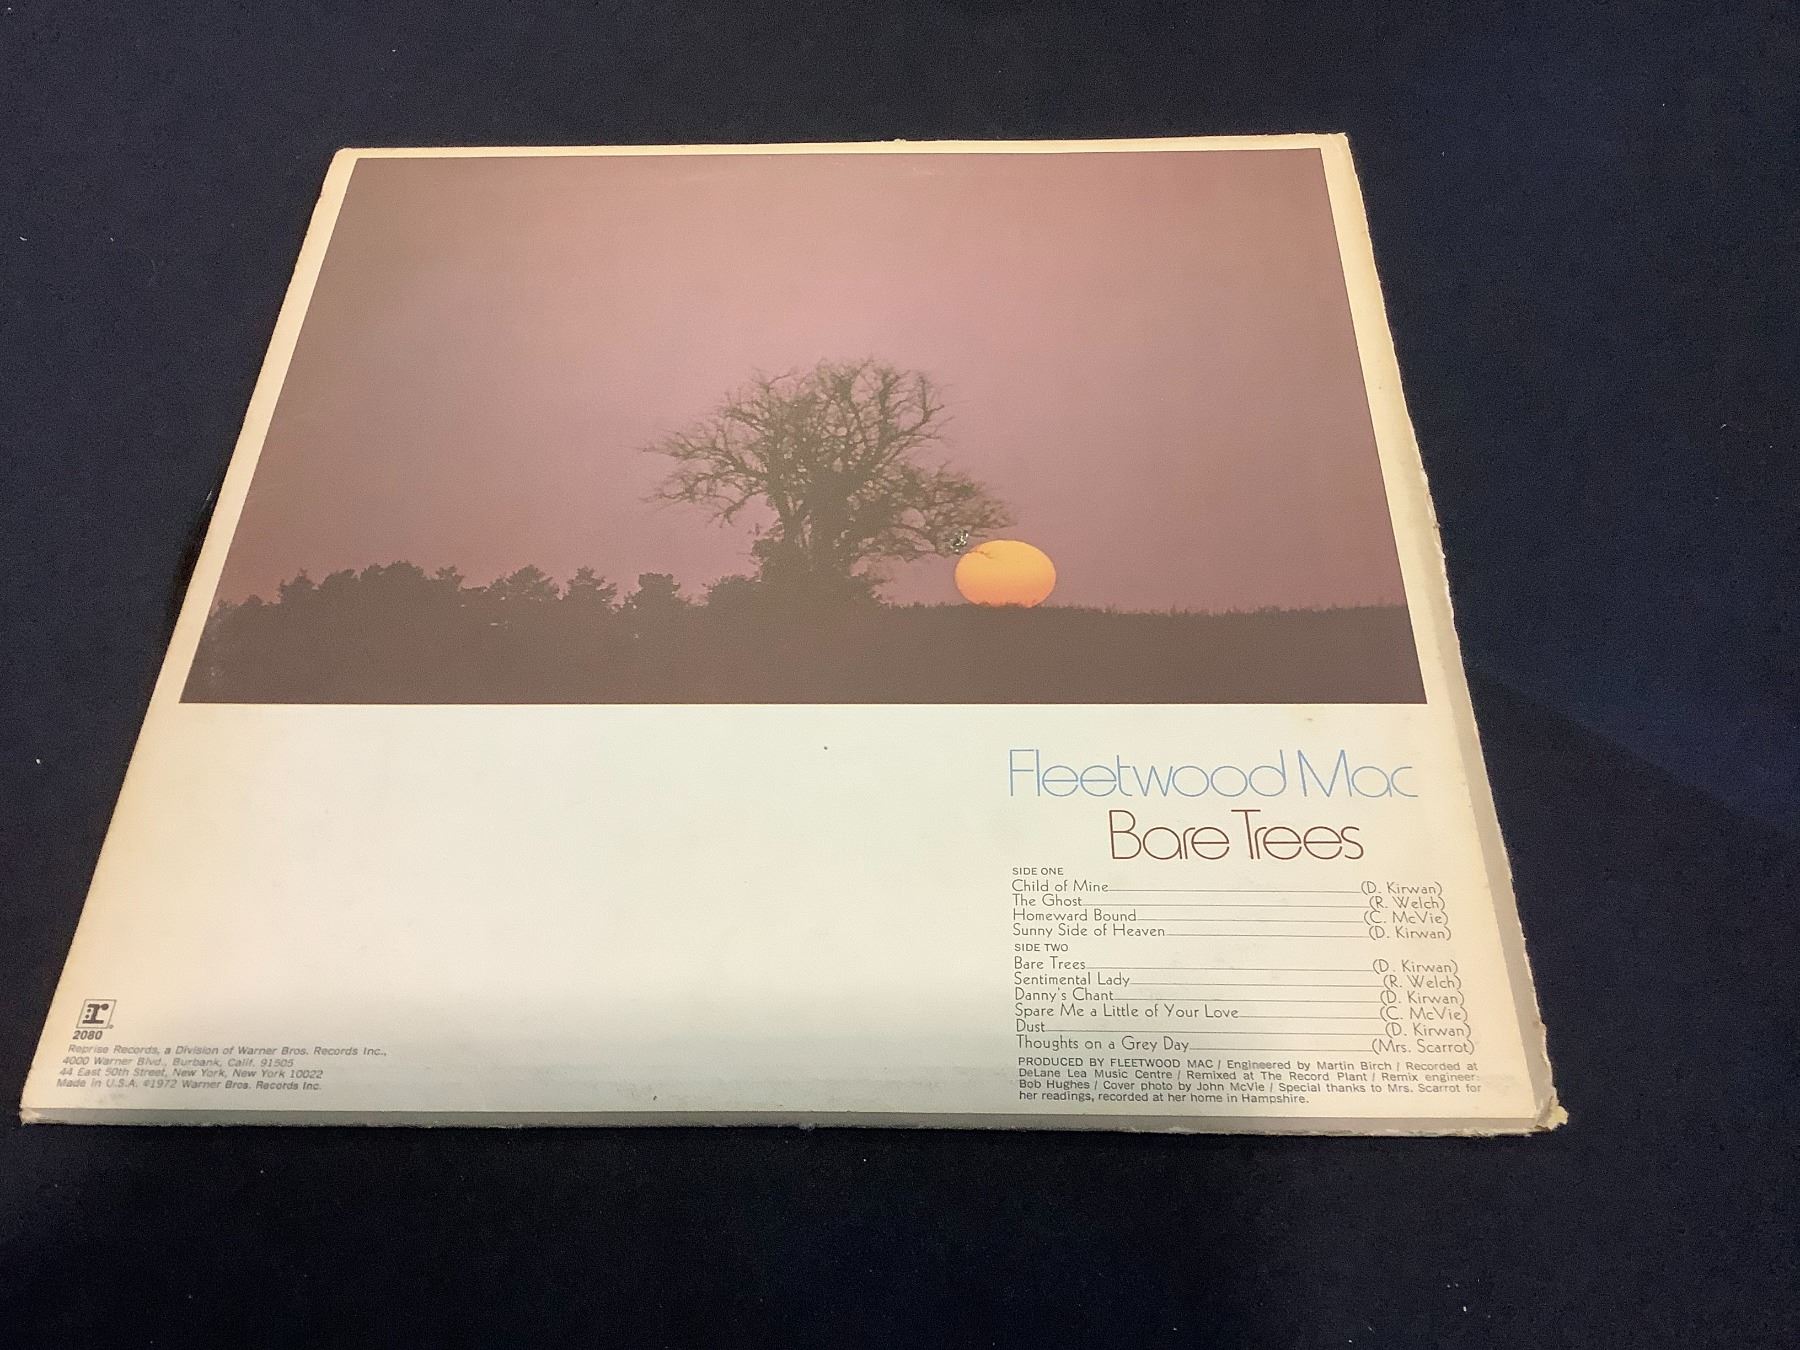 Fleetwood Mac
Bare Trees
SIDE ONE
Child of Mine (D. Kirwan)
The Ghost (R. Welch)
Homeward Bound (C. McVie)
Sunny Side of Heaven (D. Kirwan)
SIDE TWO
Bare Trees (D. Kirwan)
Sentimental Lady (R. Welch)
Danny's Chant (D. Kirwan)
Spare Me a Little of Your Love (C. McVie)
Dust (D. Kirwan)
Thoughts on a Grey Day (Mrs. Scarrot)
PRODUCED BY FLEETWOOD MAC / Engineered by Martin Birch / Recorded at
DeLane Lea Music Centre / Remixed at The Record Plant / Remix engineer:
Bob Hughes / Cover photo by John McVie / Special thanks to Mrs. Scarrot for
her readings, recorded at her home in Hampshire.
r
2080
Reprise Records, a Division of Warner Bros. Records Inc.,
4000 Warner Blvd., Burbank, Calif. 91505
44 East 50th Street, New York, New York 10022
Made in U.S.A. ©1972 Warner Bros. Records Inc.